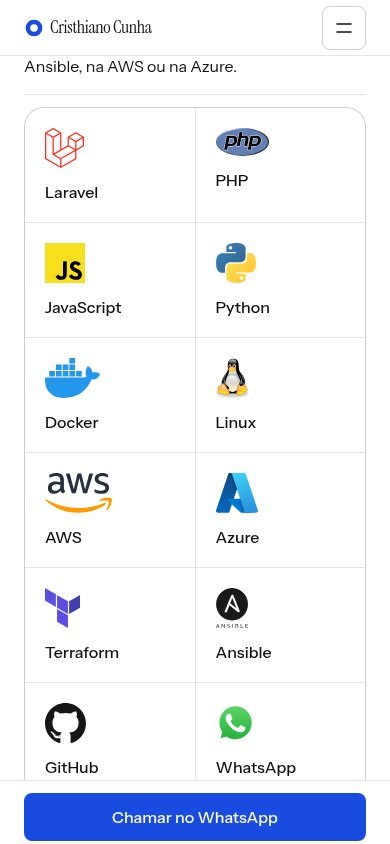 Cristhiano Cunha
Ansible, na AWS ou na Azure.
Laravel
php
PHP
JS
JavaScript
Python
Docker
Linux
aws
AWS
Azure
Terraform
ANSIBLE
Ansible
GitHub
WhatsApp
Chamar no WhatsApp